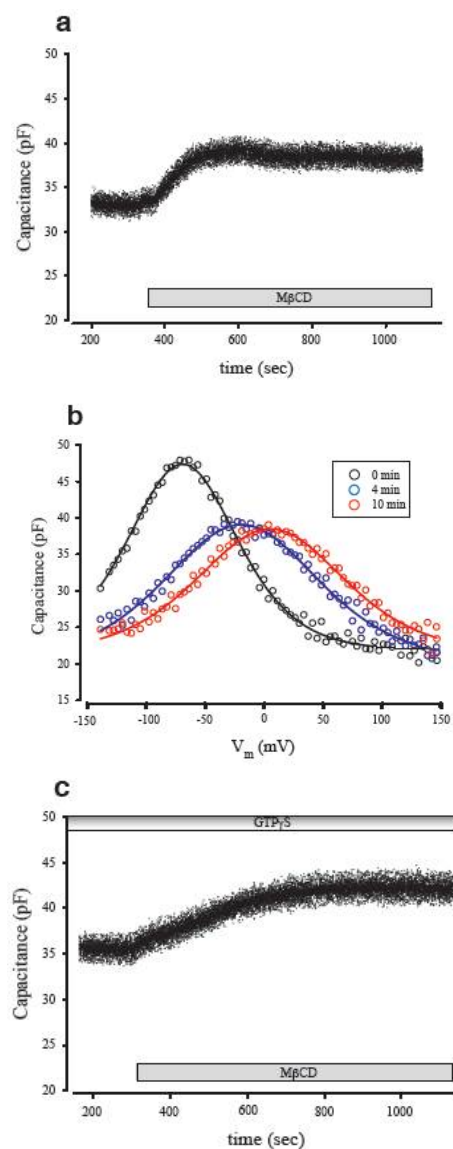 a
50
45
40
35
30
25
20
Capacitance (pF)
MβCD
200 400 600 800 1000
time (sec)
b
50
45
40
35
30
25
20
15
Capacitance (pF)
0 min
4 min
10 min
-150 -100 -50 0 50 100 150
Vm (mV)
c
50
45
40
35
30
25
20
Capacitance (pF)
GTPγS
MβCD
200 400 600 800 1000
time (sec)